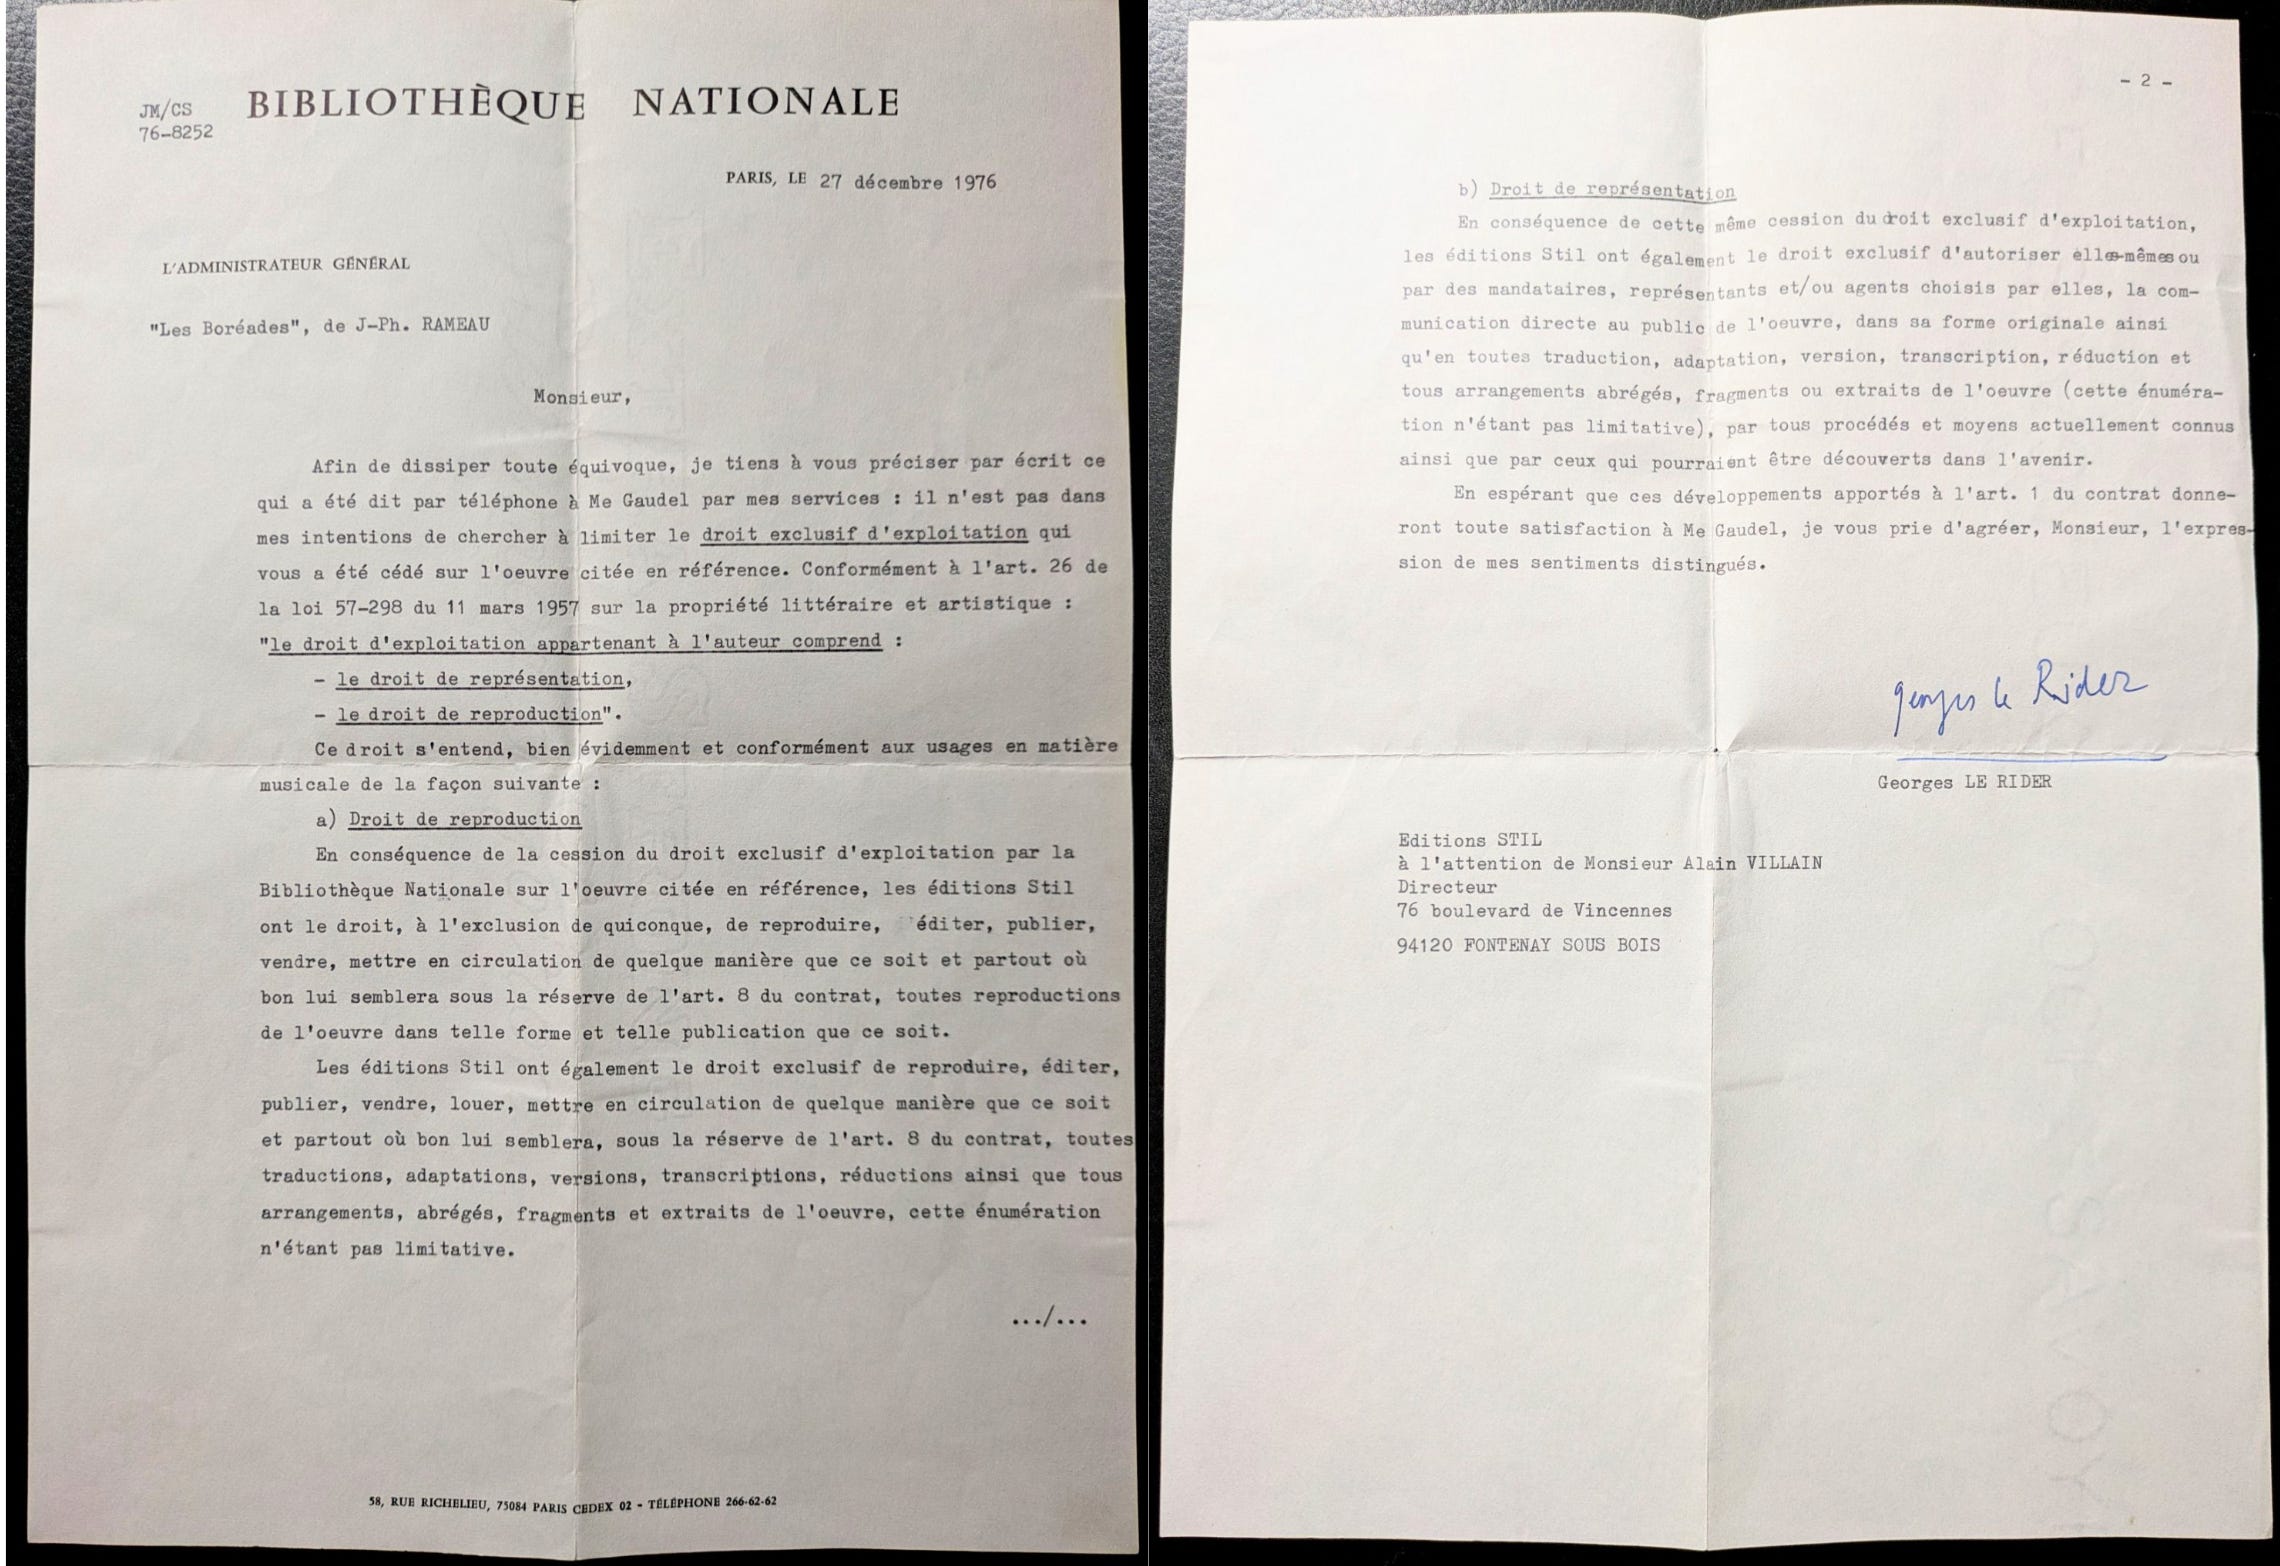 JM/CS
76-8252
BIBLIOTHÈQUE NATIONALE
PARIS, LE 27 décembre 1976
L'ADMINISTRATEUR GÉNÉRAL
"Les Boréades", de J-Ph. RAMEAU
Monsieur,
Afin de dissiper toute équivoque, je tiens à vous préciser par écrit ce
qui a été dit par téléphone à Me Gaudel par mes services : il n'est pas dans
mes intentions de chercher à limiter le droit exclusif d'exploitation qui
vous a été cédé sur l'oeuvre citée en référence. Conformément à l'art. 26 de
la loi 57-298 du 11 mars 1957 sur la propriété littéraire et artistique :
"le droit d'exploitation appartenant à l'auteur comprend :
- le droit de représentation,
- le droit de reproduction".
Ce droit s'entend, bien évidemment et conformément aux usages en matière
musicale de la façon suivante :
a) Droit de reproduction
En conséquence de la cession du droit exclusif d'exploitation par la
Bibliothèque Nationale sur l'oeuvre citée en référence, les éditions Stil
ont le droit, à l'exclusion de quiconque, de reproduire, éditer, publier,
vendre, mettre en circulation de quelque manière que ce soit et partout où
bon lui semblera sous la réserve de l'art. 8 du contrat, toutes reproductions
de l'oeuvre dans telle forme et telle publication que ce soit.
Les éditions Stil ont également le droit exclusif de reproduire, éditer,
publier, vendre, louer, mettre en circulation de quelque manière que ce soit
et partout où bon lui semblera, sous la réserve de l'art. 8 du contrat, toutes
traductions, adaptations, versions, transcriptions, réductions ainsi que tous
arrangements, abrégés, fragments et extraits de l'oeuvre, cette énumération
n'étant pas limitative.
.../...
58, RUE RICHELIEU, 75084 PARIS CEDEX 02 - TÉLÉPHONE 266-62-62
- 2 -
b) Droit de représentation
En conséquence de cette même cession du droit exclusif d'exploitation,
les éditions Stil ont également le droit exclusif d'autoriser elles-mêmes ou
par des mandataires, représentants et/ou agents choisis par elles, la com-
munication directe au public de l'oeuvre, dans sa forme originale ainsi
qu'en toutes traduction, adaptation, version, transcription, réduction et
tous arrangements abrégés, fragments ou extraits de l'oeuvre (cette énuméra-
tion n'étant pas limitative), par tous procédés et moyens actuellement connus
ainsi que par ceux qui pourraient être découverts dans l'avenir.
En espérant que ces développements apportés à l'art. 1 du contrat donne-
ront toute satisfaction à Me Gaudel, je vous prie d'agréer, Monsieur, l'expres-
sion de mes sentiments distingués.
georges le Rider
Georges LE RIDER
Editions STIL
à l'attention de Monsieur Alain VILLAIN
Directeur
76 boulevard de Vincennes
94120 FONTENAY SOUS BOIS